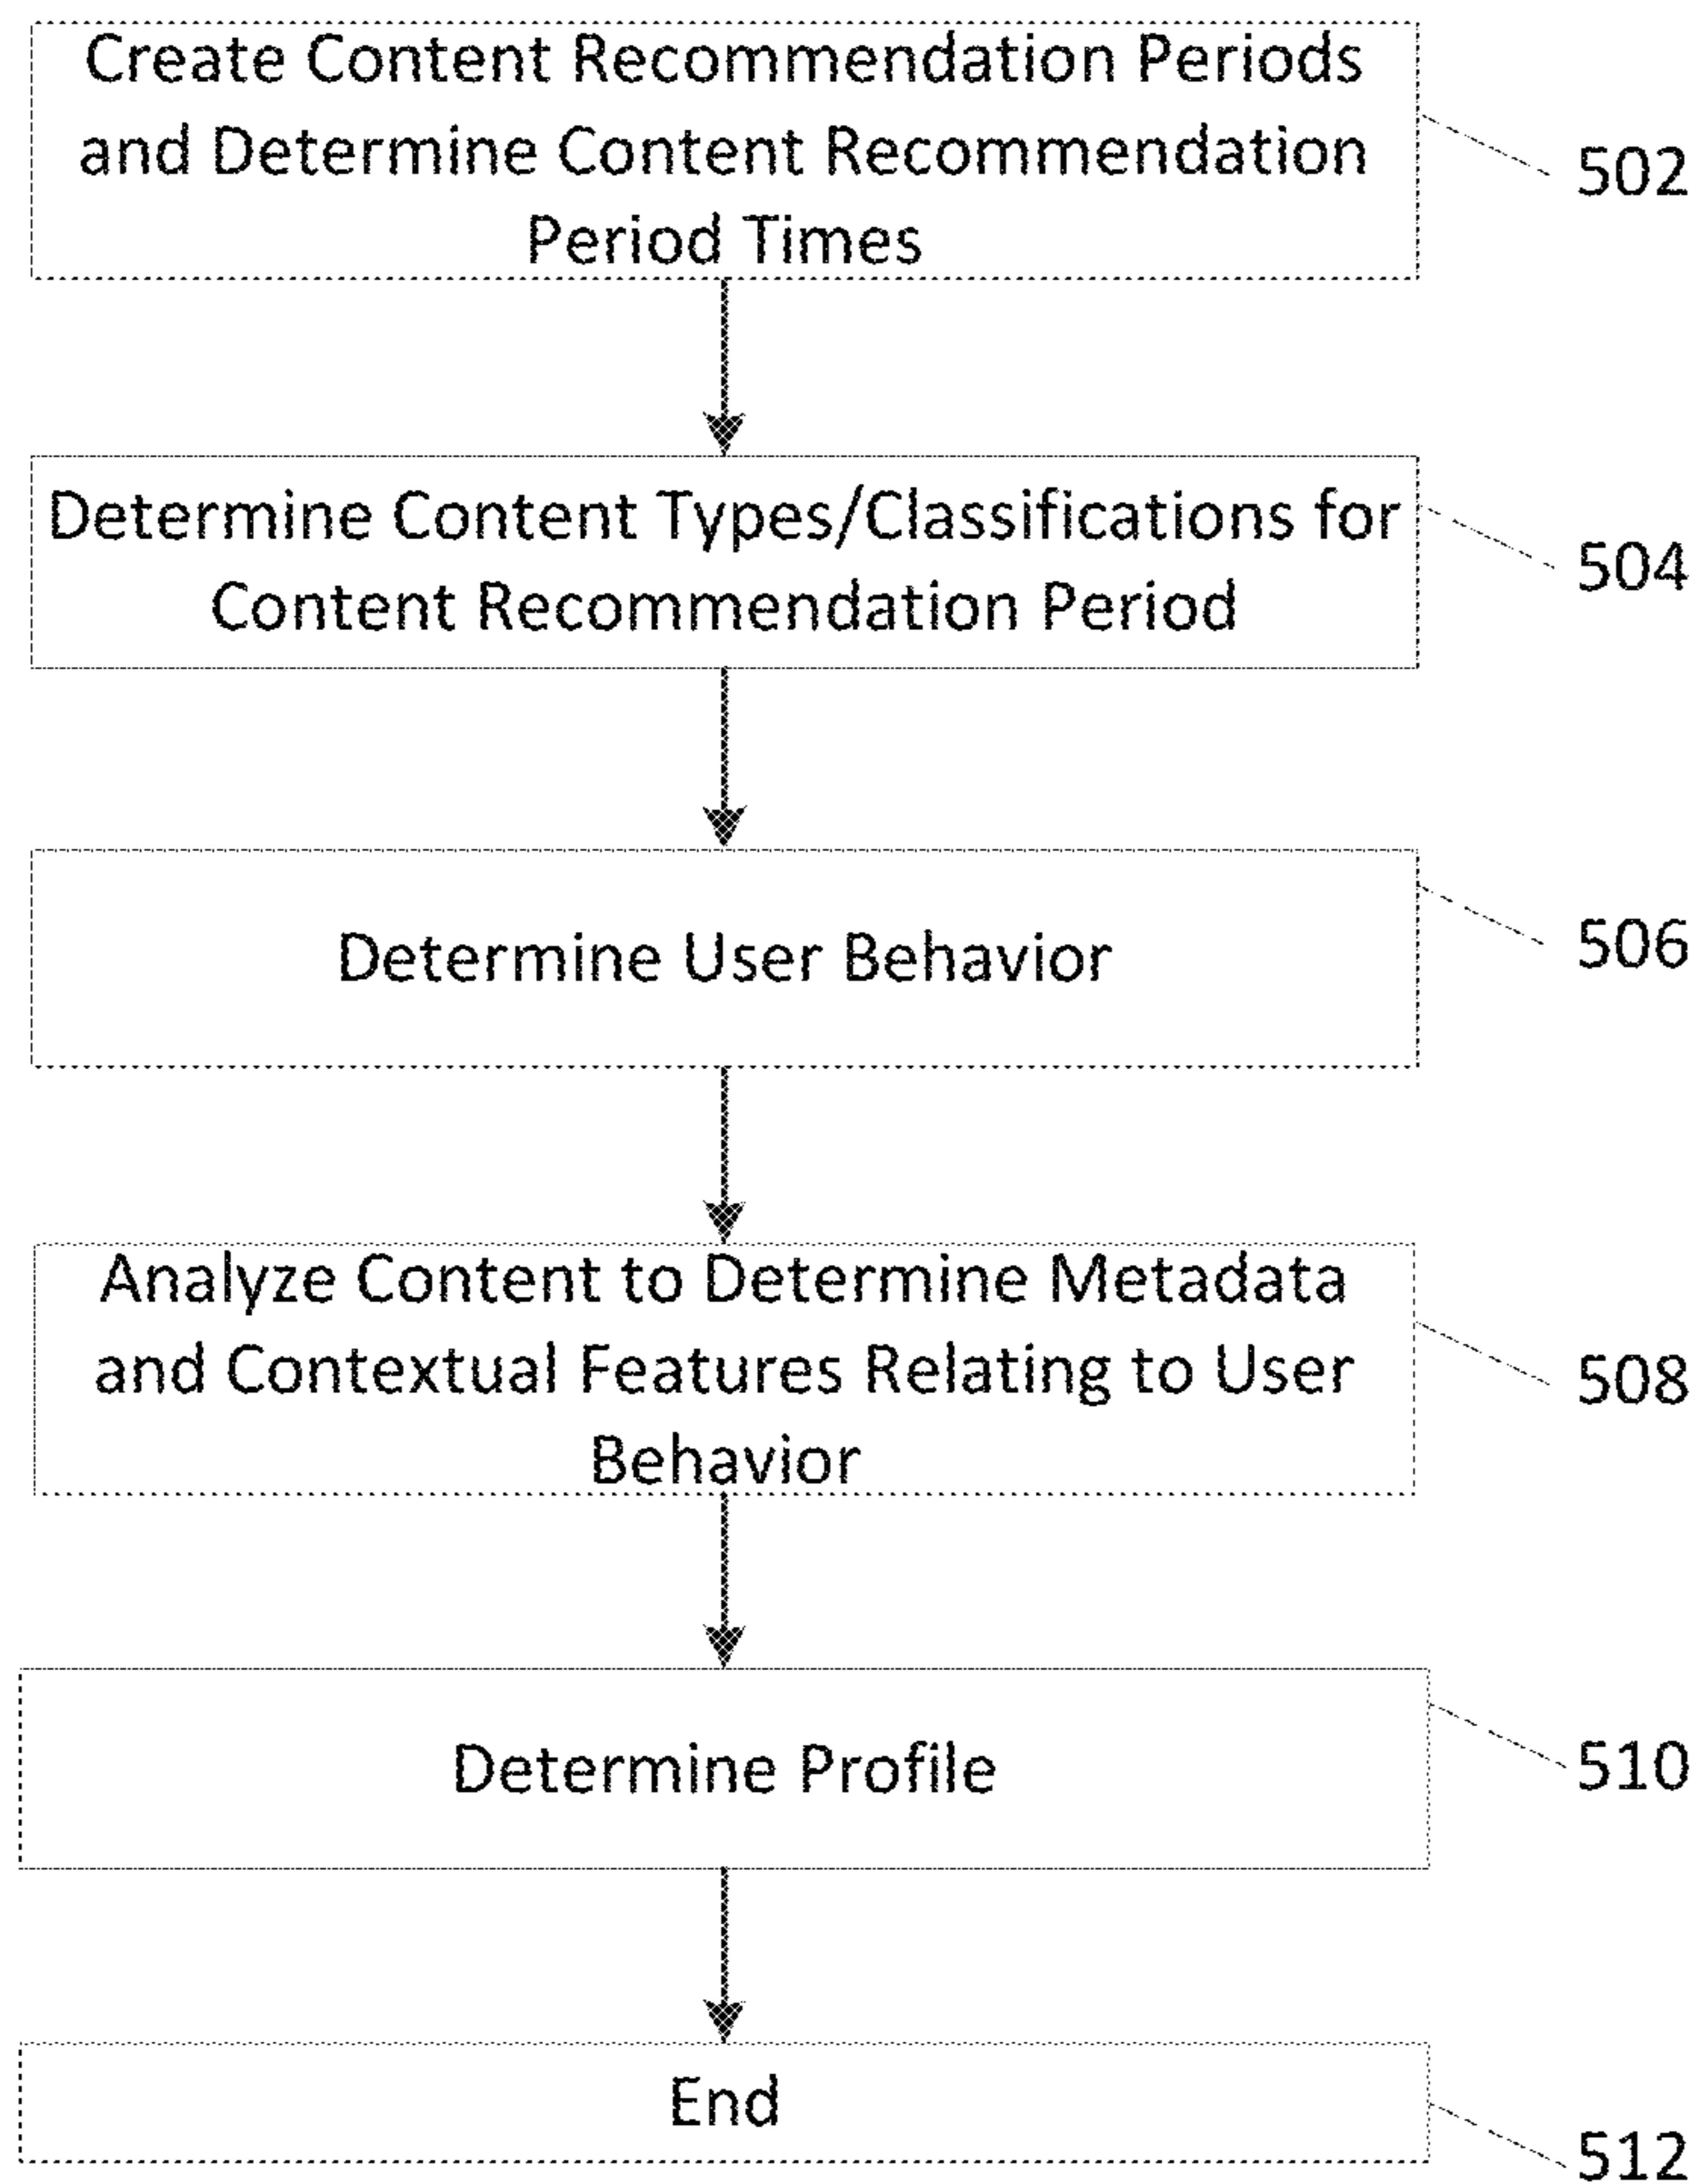 Create Content Recommendation Periods
and Determine Content Recommendation
Period Times
502
Determine Content Types/Classifications for
Content Recommendation Period
504
Determine User Behavior
506
Analyze Content to Determine Metadata
and Contextual Features Relating to User
Behavior
508
Determine Profile
510
End
512